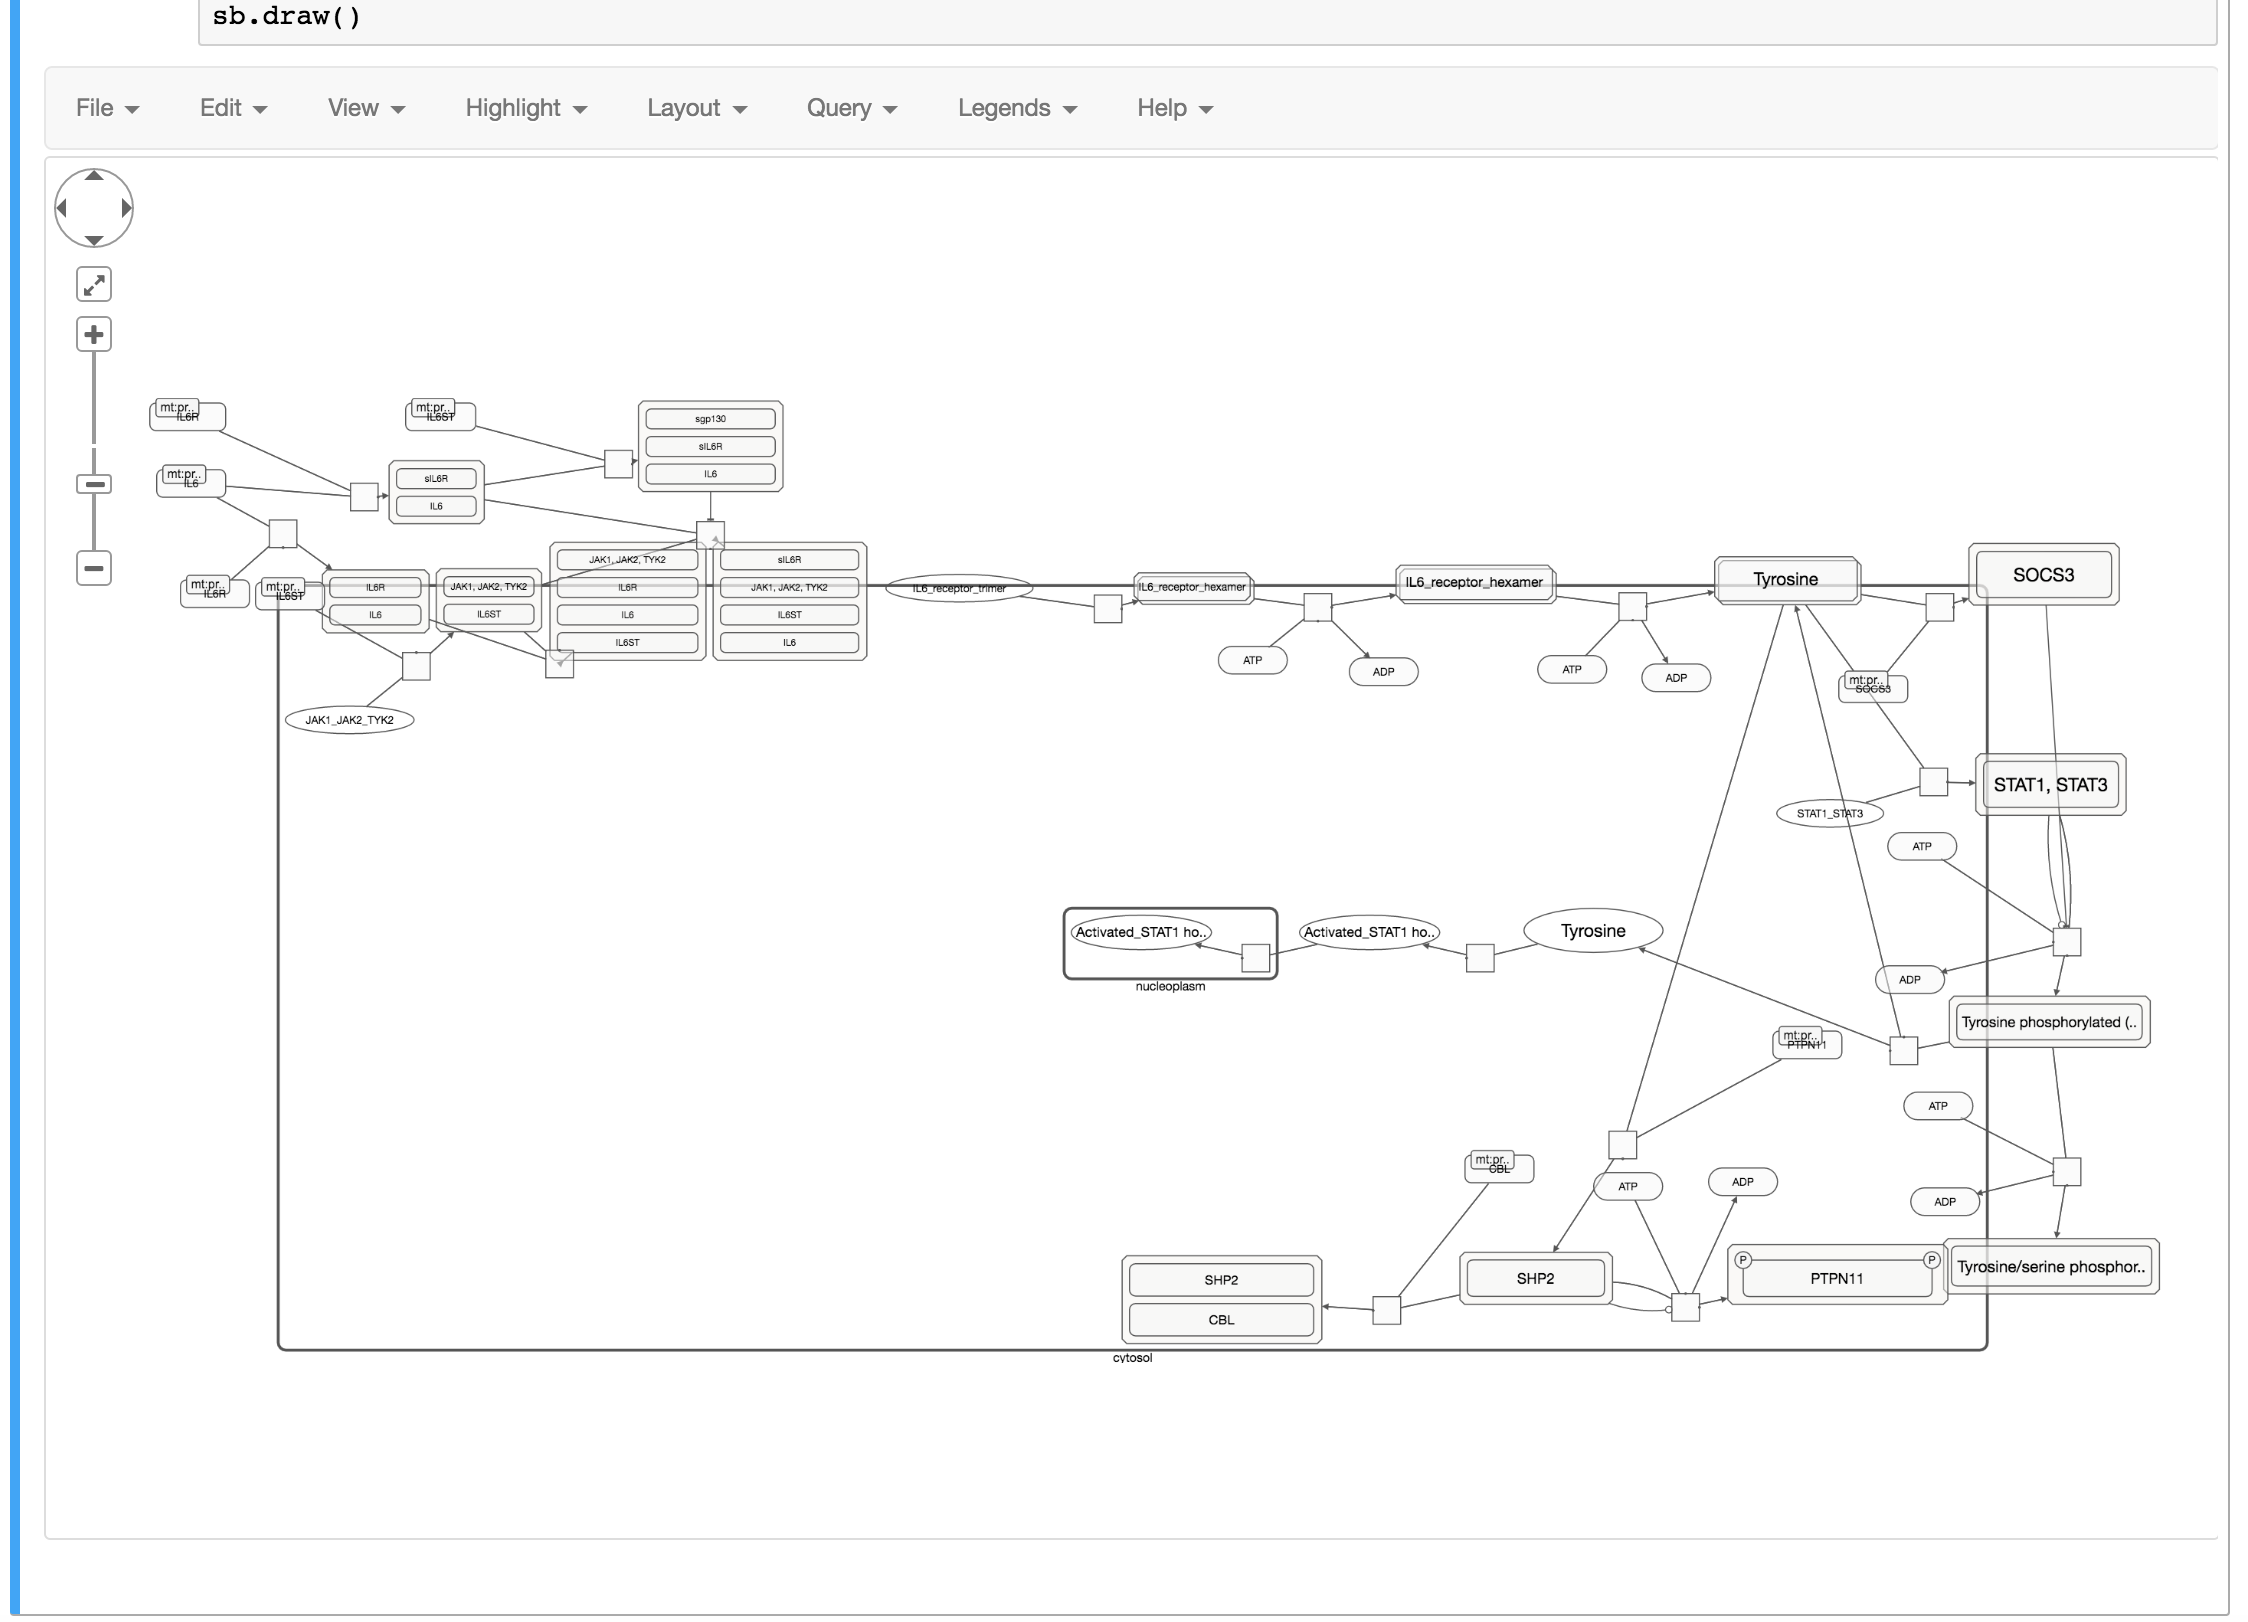 sb.draw()
File Edit View Highlight Layout Query Legends Help
mt:pr..
IL6R
mt:pr..
IL6ST
sgp130
sIL6R
IL6
mt:pr..
IL6
sIL6R
IL6
mt:pr..
IL6R
mt:pr..
IL6ST
IL6R
IL6
JAK1, JAK2, TYK2
IL6ST
JAK1, JAK2, TYK2
IL6R
IL6
IL6ST
sIL6R
JAK1, JAK2, TYK2
IL6ST
IL6
JAK1_JAK2_TYK2
IL6_receptor_trimer
IL6_receptor_hexamer
IL6_receptor_hexamer
Tyrosine
SOCS3
ATP
ADP
ATP
ADP
mt:pr..
SOCS3
STAT1, STAT3
STAT1_STAT3
ATP
Activated_STAT1 ho..
Activated_STAT1 ho..
Tyrosine
nucleoplasm
ADP
Tyrosine phosphorylated (..
mt:pr..
PTPN11
ATP
mt:pr..
CBL
ATP
ADP
ADP
SHP2
CBL
SHP2
P
P
PTPN11
Tyrosine/serine phosphor..
cytosol